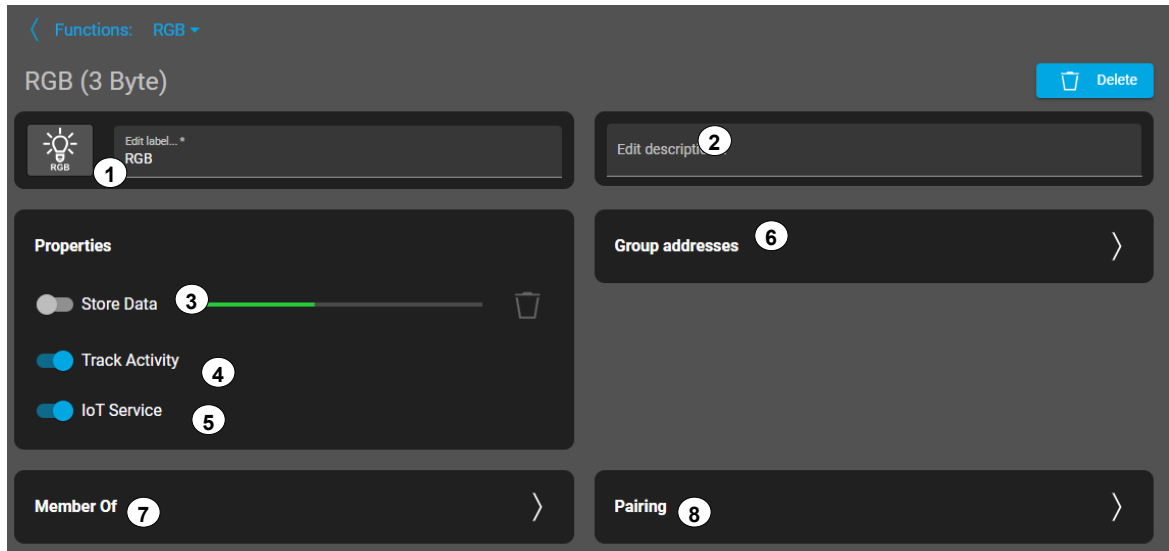 Functions: RGB
RGB (3 Byte)
Delete
RGB
Edit label... *
RGB
1
Edit descripti
2
Properties
Store Data
3
Track Activity
4
IoT Service
5
Group addresses
6
Member Of
7
Pairing
8